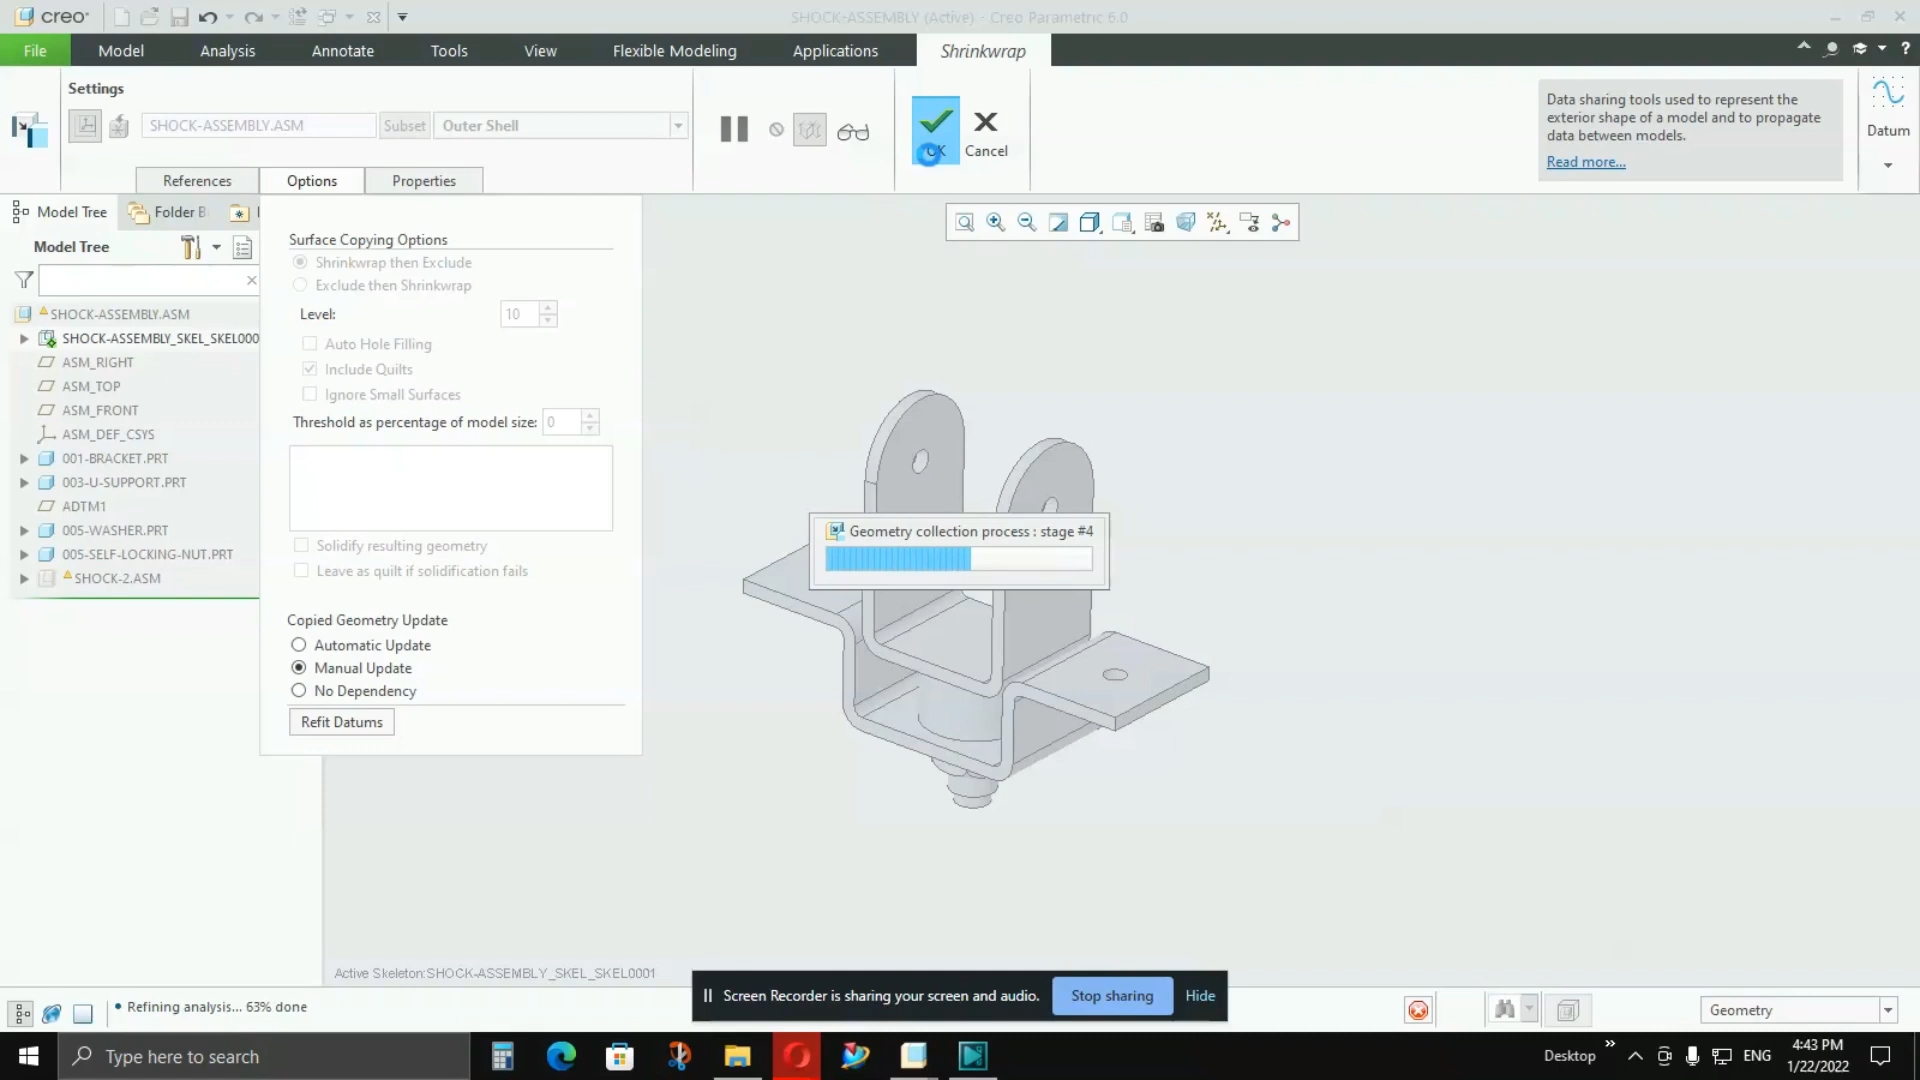 creo
SHOCK-ASSEMBLY (Active) - Creo Parametric 6.0
File Model Analysis Annotate Tools View Flexible Modeling Applications Shrinkwrap
Settings
SHOCK-ASSEMBLY.ASM Subset Outer Shell
OK Cancel
References Options Properties
Data sharing tools used to represent the
exterior shape of a model and to propagate
data between models.
Read more...
Datum
Model Tree Folder B
Model Tree
SHOCK-ASSEMBLY.ASM
SHOCK-ASSEMBLY_SKEL_SKEL000
ASM_RIGHT
ASM_TOP
ASM_FRONT
ASM_DEF_CSYS
001-BRACKET.PRT
003-U-SUPPORT.PRT
ADTM1
005-WASHER.PRT
005-SELF-LOCKING-NUT.PRT
SHOCK-2.ASM
Surface Copying Options
Shrinkwrap then Exclude
Exclude then Shrinkwrap
Level: 10
Auto Hole Filling
Include Quilts
Ignore Small Surfaces
Threshold as percentage of model size: 0
Solidify resulting geometry
Leave as quilt if solidification fails
Copied Geometry Update
Automatic Update
Manual Update
No Dependency
Refit Datums
Geometry collection process : stage #4
Active Skeleton:SHOCK-ASSEMBLY_SKEL_SKEL0001
Refining analysis... 63% done
Screen Recorder is sharing your screen and audio. Stop sharing Hide
Geometry
Type here to search
Desktop ENG
4:43 PM
1/22/2022